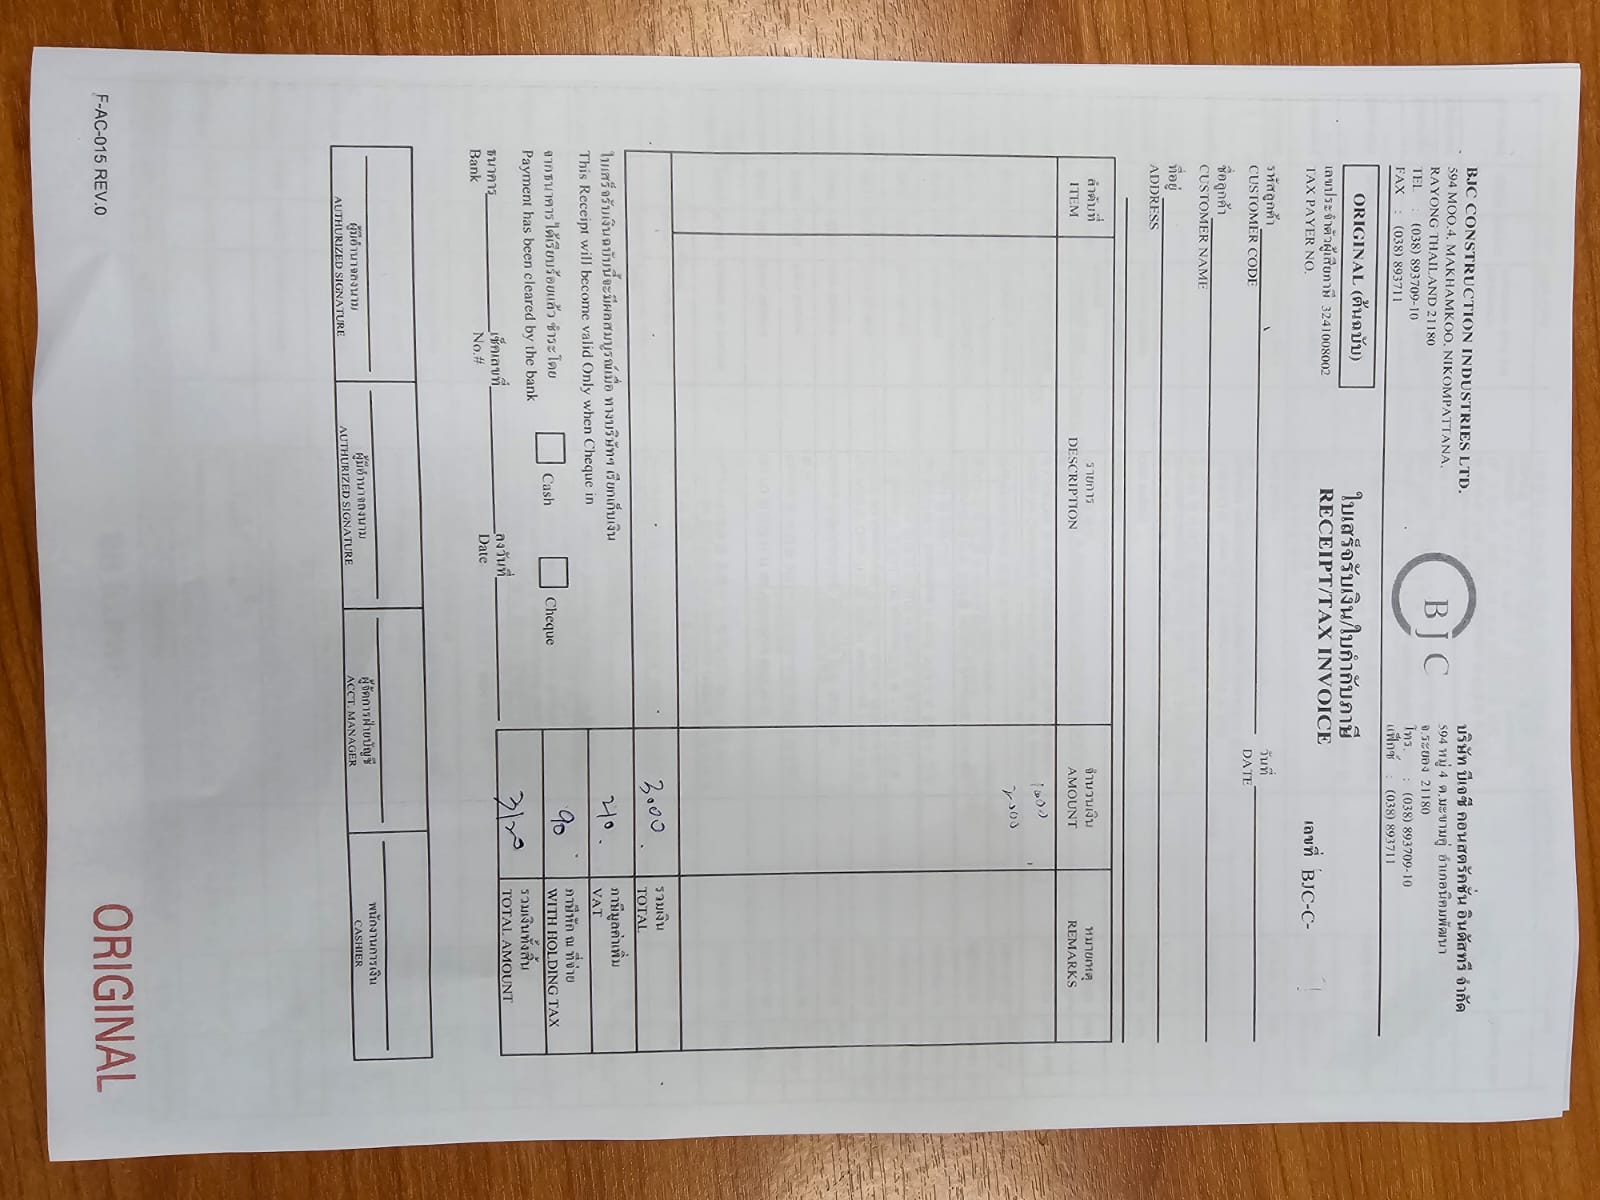 BJC CONSTRUCTION INDUSTRIES LTD.
594 MOO.4, MAKHAMKOO, NIKOMPATTANA,
RAYONG THAILAND 21180
TEL : (038) 893709-10
FAX : (038) 893711
BJC
บริษัท บีเจซี คอนสตรัคชั่น อินดัสทรี จำกัด
594 หมู่ 4 ต.มะขามคู่ อำเภอนิคมพัฒนา
จ.ระยอง 21180
โทร. : (038) 893709-10
แฟ็กซ์ : (038) 893711
ORIGINAL (ต้นฉบับ)
ใบเสร็จรับเงิน/ใบกำกับภาษี
RECEIPT/TAX INVOICE
เลขประจำตัวผู้เสียภาษี 3241008002
TAX PAYER NO.
เลขที่ BJC-C-
รหัสลูกค้า
CUSTOMER CODE
วันที่
DATE
ชื่อลูกค้า
CUSTOMER NAME
ที่อยู่
ADDRESS
ลำดับที่ รายการ จำนวนเงิน หมายเหตุ
ITEM DESCRIPTION AMOUNT REMARKS
1000
2000
3,000 รวมเงิน
TOTAL
ใบเสร็จรับเงินฉบับนี้จะมีผลสมบูรณ์เมื่อ ทางบริษัทฯ เรียกเก็บเงิน
This Receipt will become valid Only when Cheque in
210. ภาษีมูลค่าเพิ่ม
VAT
จากธนาคารได้เรียบร้อยแล้ว ชำระโดย
Payment has been cleared by the bank
Cash Cheque
90 ภาษีหัก ณ ที่จ่าย
WITH HOLDING TAX
ธนาคาร เช็คเลขที่ ลงวันที่
Bank No.# Date
3120 รวมเงินทั้งสิ้น
TOTAL AMOUNT
ผู้มีอำนาจลงนาม ผู้มีอำนาจลงนาม ผู้จัดการฝ่ายบัญชี พนักงานการเงิน
AUTHURIZED SIGNATURE AUTHURIZED SIGNATURE ACCT. MANAGER CASHIER
F-AC-015 REV.0
ORIGINAL